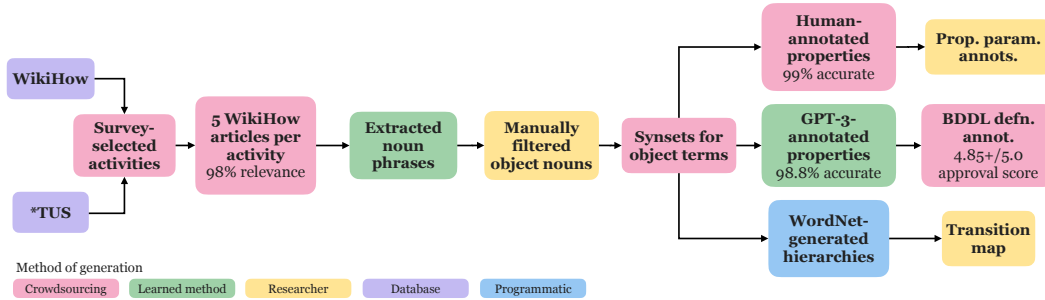 WikiHow
*TUS
Survey-
selected
activities
5 WikiHow
articles per
activity
98% relevance
Extracted
noun
phrases
Manually
filtered
object nouns
Synsets for
object terms
Human-
annotated
properties
99% accurate
Prop. param.
annots.
GPT-3-
annotated
properties
98.8% accurate
BDDL defn.
annot.
4.85+/5.0
approval score
WordNet-
generated
hierarchies
Transition
map
Method of generation
Crowdsourcing
Learned method
Researcher
Database
Programmatic